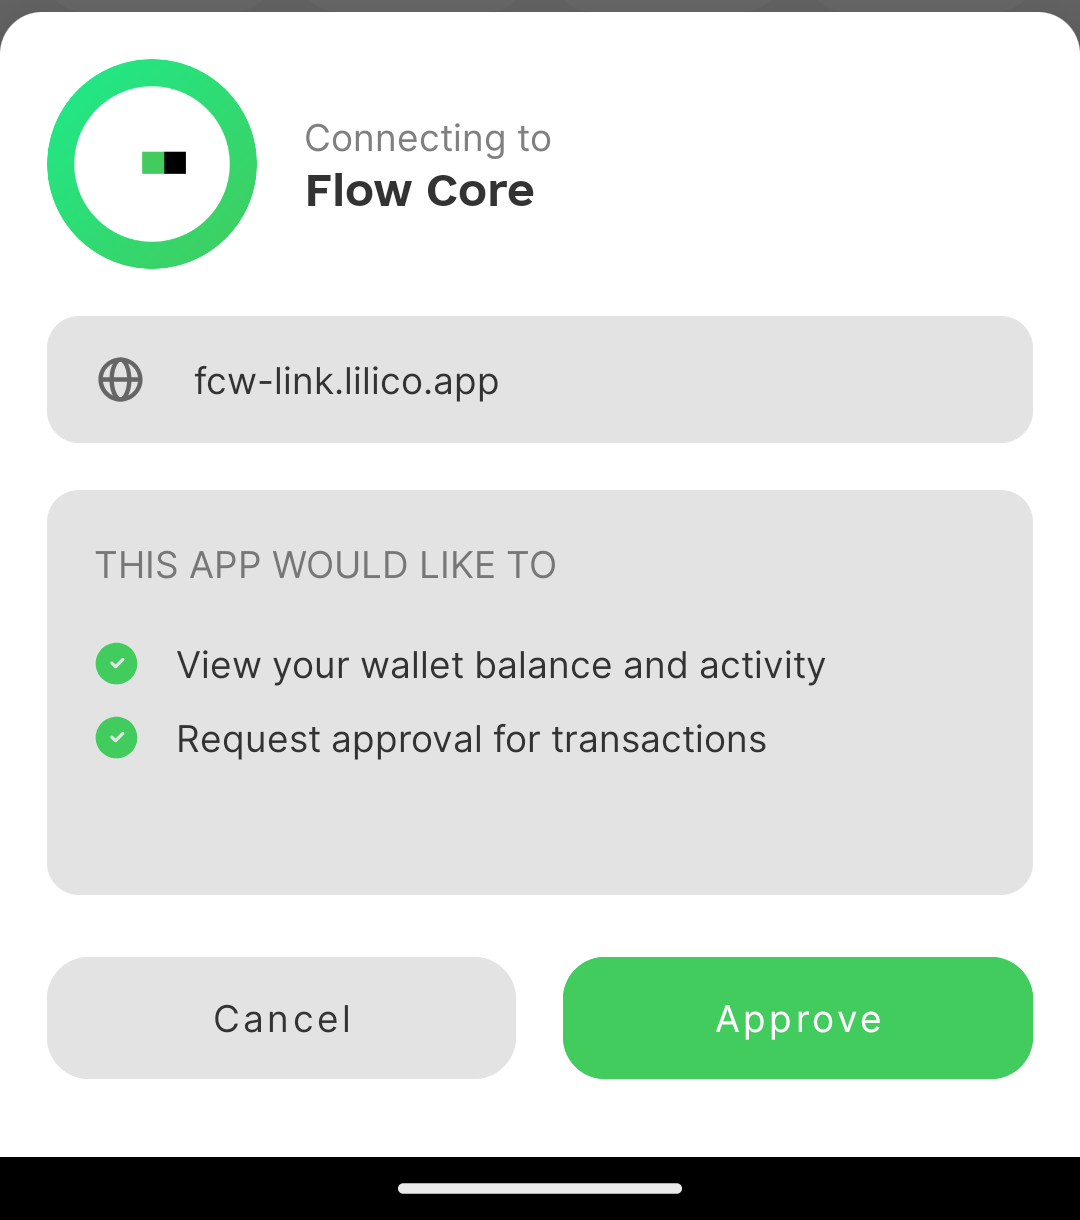 Connecting to
Flow Core
fcw-link.lilico.app
THIS APP WOULD LIKE TO
View your wallet balance and activity
Request approval for transactions
Cancel
Approve